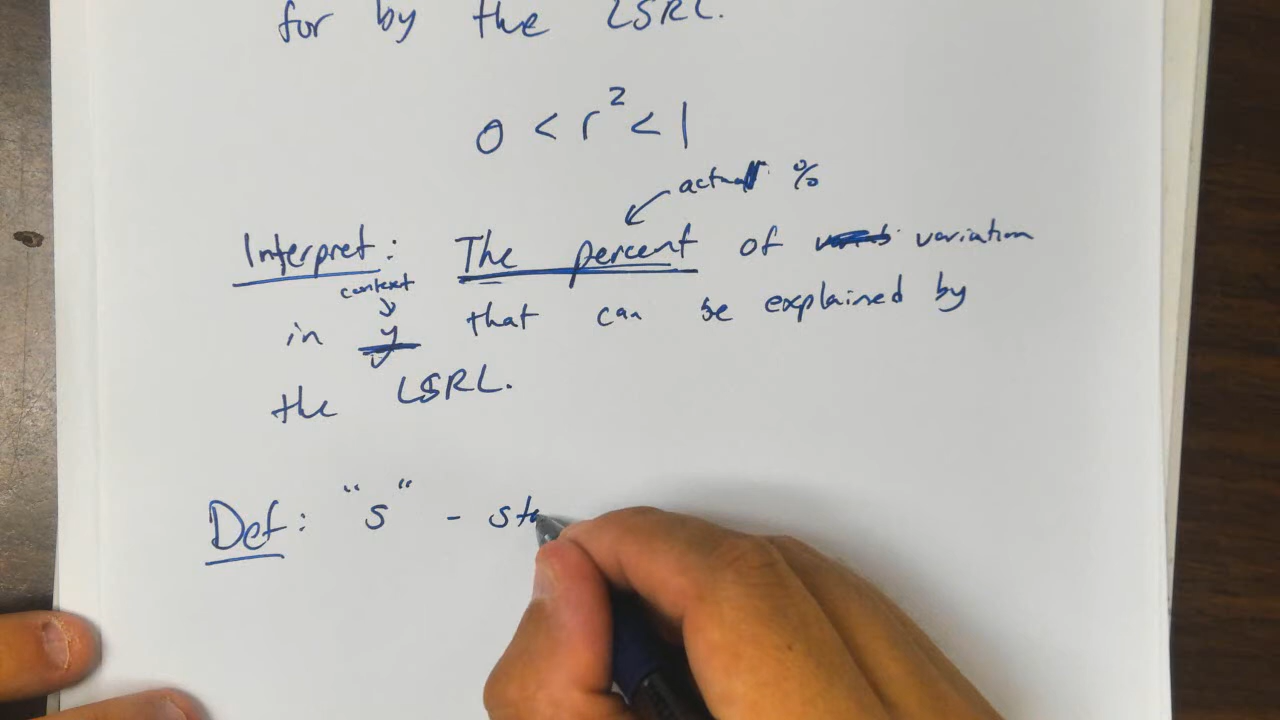 for by the LSRL.
0 < r² < 1
actual %
Interpret: The percent of variation
context
in y that can be explained by
the LSRL.
Def: "s" - sta